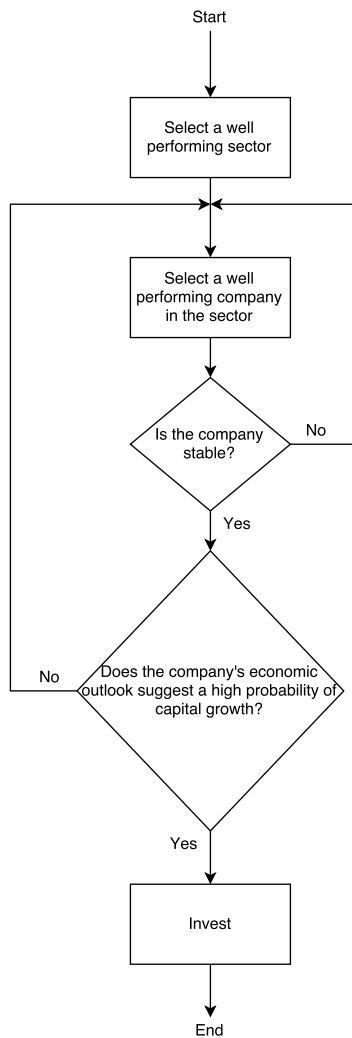 Start
Select a well
performing sector
Select a well
performing company
in the sector
Is the company
stable?
No
Yes
No
Does the company's economic
outlook suggest a high probability of
capital growth?
Yes
Invest
End